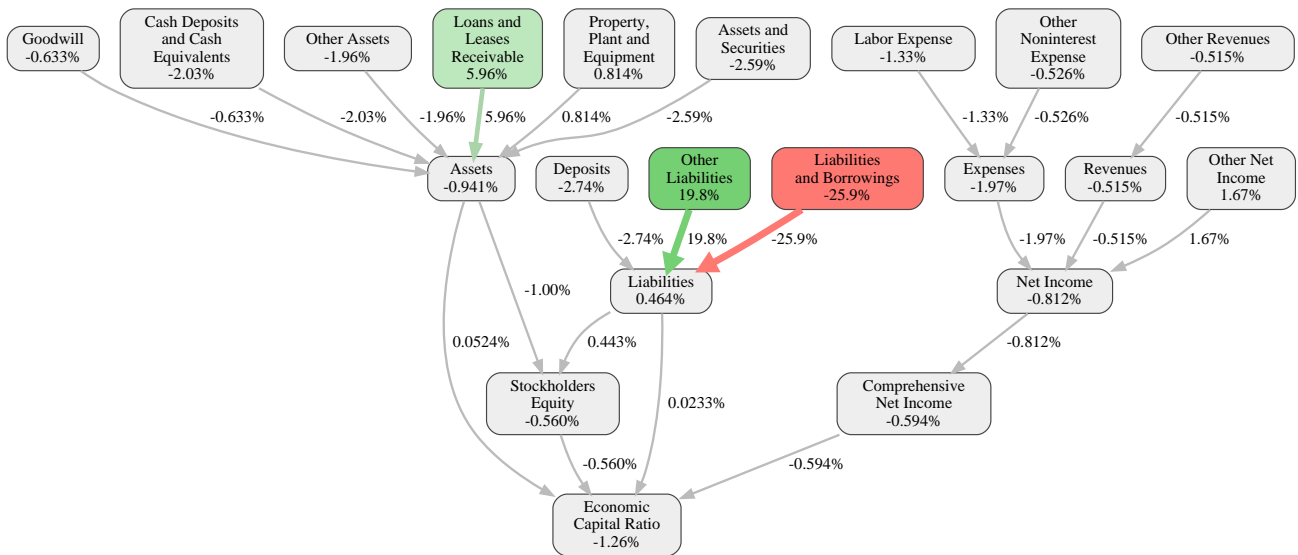 Goodwill
-0.633%
Cash Deposits
and Cash
Equivalents
-2.03%
Other Assets
-1.96%
Loans and
Leases
Receivable
5.96%
Property,
Plant and
Equipment
0.814%
Assets and
Securities
-2.59%
Labor Expense
-1.33%
Other
Noninterest
Expense
-0.526%
Other Revenues
-0.515%
-0.633%
-2.03%
-1.96%
5.96%
0.814%
-2.59%
-1.33%
-0.526%
-0.515%
Assets
-0.941%
Deposits
-2.74%
Other
Liabilities
19.8%
Liabilities
and Borrowings
-25.9%
Expenses
-1.97%
Revenues
-0.515%
Other Net
Income
1.67%
-2.74%
19.8%
-25.9%
-1.97%
-0.515%
1.67%
Liabilities
0.464%
Net Income
-0.812%
-1.00%
0.0524%
0.443%
-0.812%
Stockholders
Equity
-0.560%
0.0233%
Comprehensive
Net Income
-0.594%
-0.560%
-0.594%
Economic
Capital Ratio
-1.26%